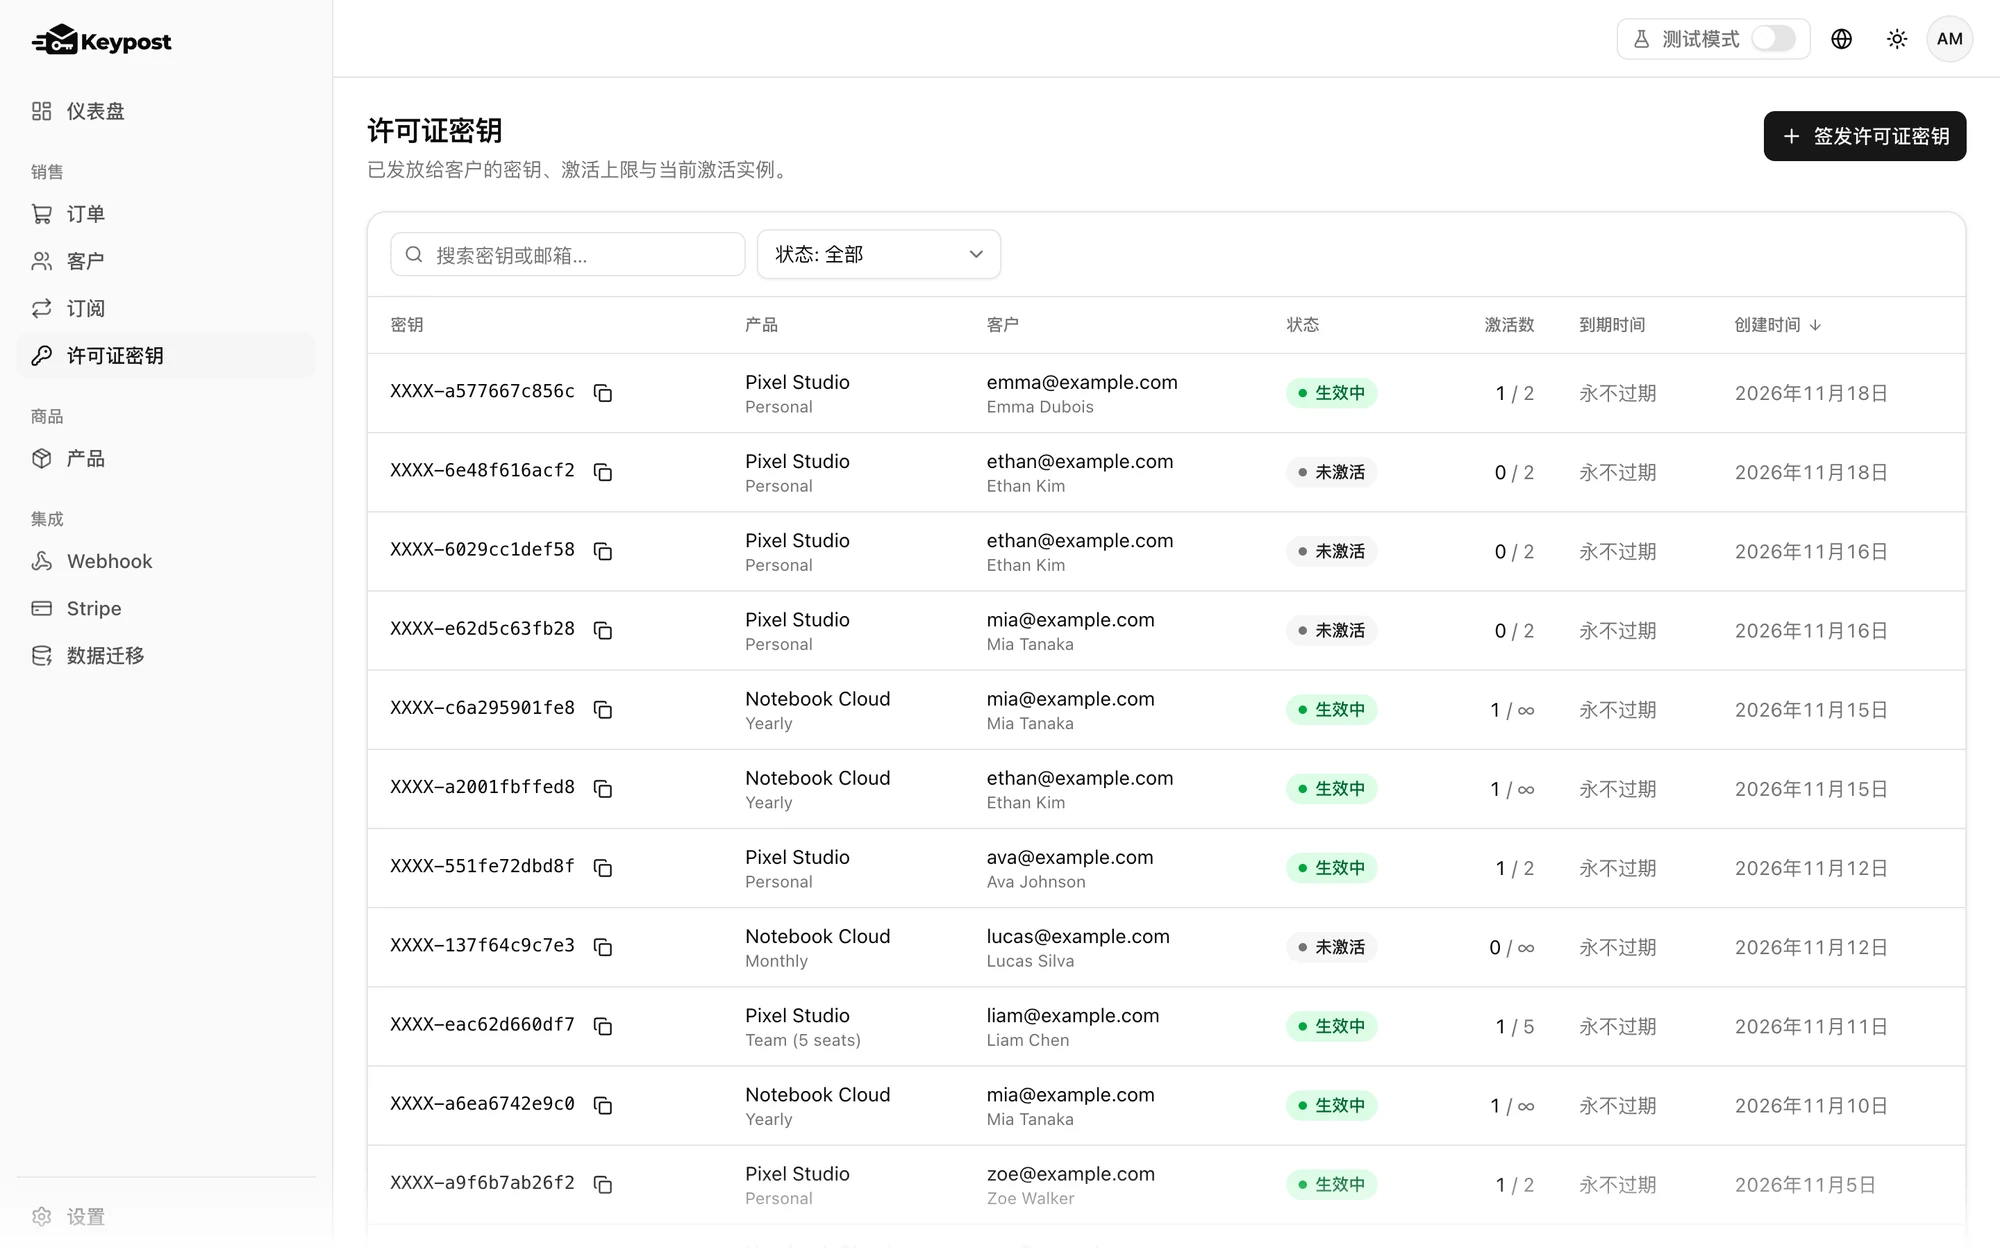 Keypost
测试模式
AM
仪表盘
销售
订单
客户
订阅
许可证密钥
商品
产品
集成
Webhook
Stripe
数据迁移
设置
许可证密钥
已发放给客户的密钥、激活上限与当前激活实例。
签发许可证密钥
搜索密钥或邮箱...
状态: 全部
密钥 产品 客户 状态 激活数 到期时间 创建时间 ↓
XXXX-a577667c856c Pixel Studio emma@example.com 生效中 1 / 2 永不过期 2026年11月18日
Personal Emma Dubois
XXXX-6e48f616acf2 Pixel Studio ethan@example.com 未激活 0 / 2 永不过期 2026年11月18日
Personal Ethan Kim
XXXX-6029cc1def58 Pixel Studio ethan@example.com 未激活 0 / 2 永不过期 2026年11月16日
Personal Ethan Kim
XXXX-e62d5c63fb28 Pixel Studio mia@example.com 未激活 0 / 2 永不过期 2026年11月16日
Personal Mia Tanaka
XXXX-c6a295901fe8 Notebook Cloud mia@example.com 生效中 1 / ∞ 永不过期 2026年11月15日
Yearly Mia Tanaka
XXXX-a2001fbffed8 Notebook Cloud ethan@example.com 生效中 1 / ∞ 永不过期 2026年11月15日
Yearly Ethan Kim
XXXX-551fe72dbd8f Pixel Studio ava@example.com 生效中 1 / 2 永不过期 2026年11月12日
Personal Ava Johnson
XXXX-137f64c9c7e3 Notebook Cloud lucas@example.com 未激活 0 / ∞ 永不过期 2026年11月12日
Monthly Lucas Silva
XXXX-eac62d660df7 Pixel Studio liam@example.com 生效中 1 / 5 永不过期 2026年11月11日
Team (5 seats) Liam Chen
XXXX-a6ea6742e9c0 Notebook Cloud mia@example.com 生效中 1 / ∞ 永不过期 2026年11月10日
Yearly Mia Tanaka
XXXX-a9f6b7ab26f2 Pixel Studio zoe@example.com 生效中 1 / 2 永不过期 2026年11月5日
Personal Zoe Walker